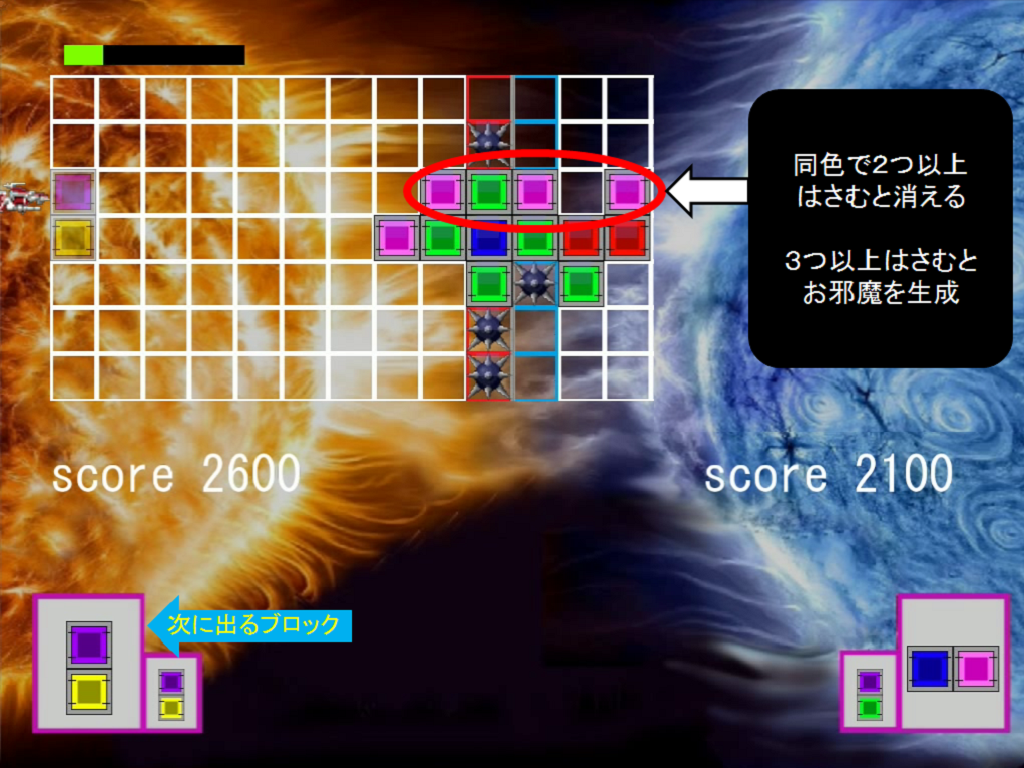 同色で２つ以上
はさむと消える
３つ以上はさむと
お邪魔を生成
score 2600
score 2100
次に出るブロック